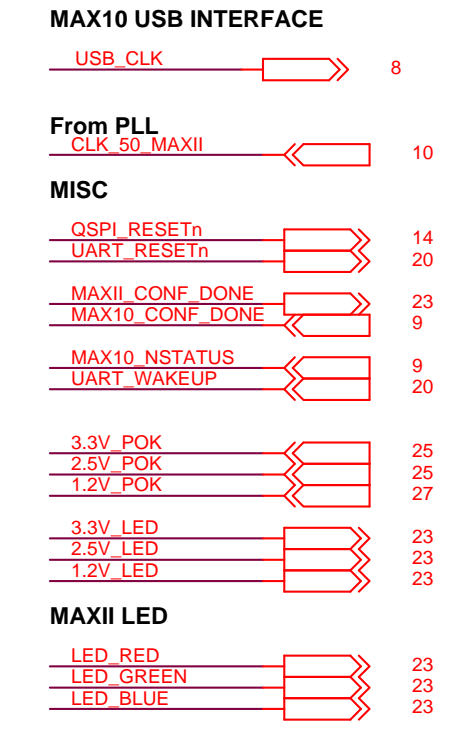 MAX10 USB INTERFACE
USB_CLK 8
From PLL
CLK_50_MAXII 10
MISC
QSPI_RESETn 14
UART_RESETn 20
MAXII_CONF_DONE 23
MAX10_CONF_DONE 9
MAX10_NSTATUS 9
UART_WAKEUP 20
3.3V_POK 25
2.5V_POK 25
1.2V_POK 27
3.3V_LED 23
2.5V_LED 23
1.2V_LED 23
MAXII LED
LED_RED 23
LED_GREEN 23
LED_BLUE 23